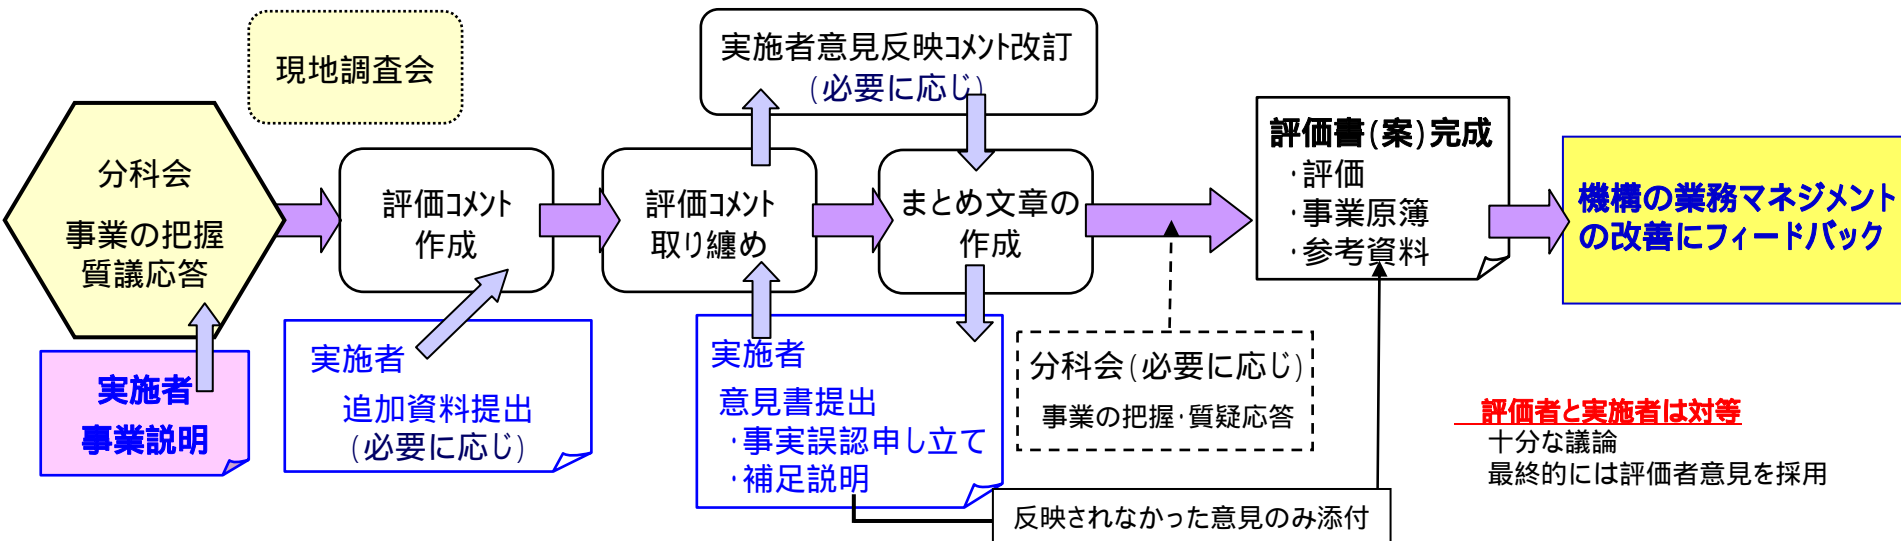 現地調査会
実施者意見反映コメント改訂
(必要に応じ)
分科会
事業の把握
質議応答
評価コメント
作成
評価コメント
取り纏め
まとめ文章の
作成
評価書(案)完成
・評価
・事業原簿
・参考資料
機構の業務マネジメント
の改善にフィードバック
実施者
事業説明
実施者
追加資料提出
(必要に応じ)
実施者
意見書提出
・事実誤認申し立て
・補足説明
分科会(必要に応じ)
事業の把握・質疑応答
反映されなかった意見のみ添付
評価者と実施者は対等
十分な議論
最終的には評価者意見を採用